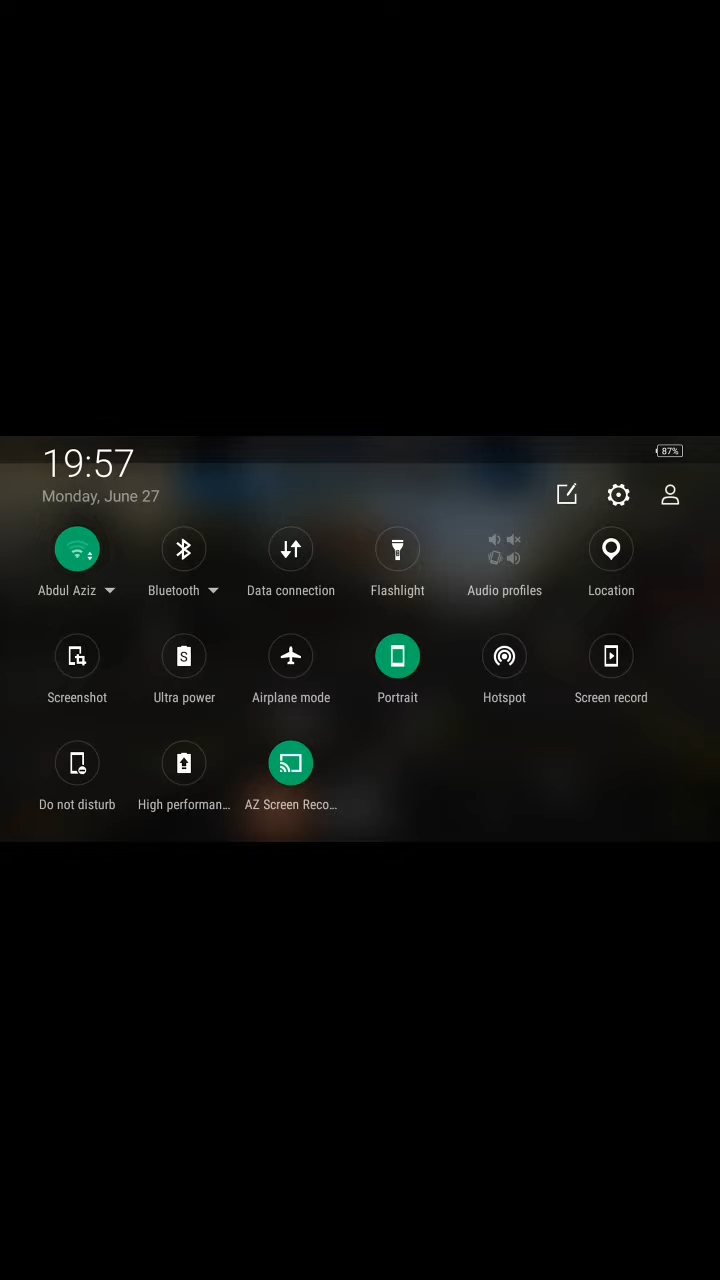 19:57
87%
Monday, June 27
Abdul Aziz
Bluetooth
Data connection
Flashlight
Audio profiles
Location
Screenshot
S
Ultra power
Airplane mode
Portrait
Hotspot
Screen record
Do not disturb
High performan...
AZ Screen Reco...